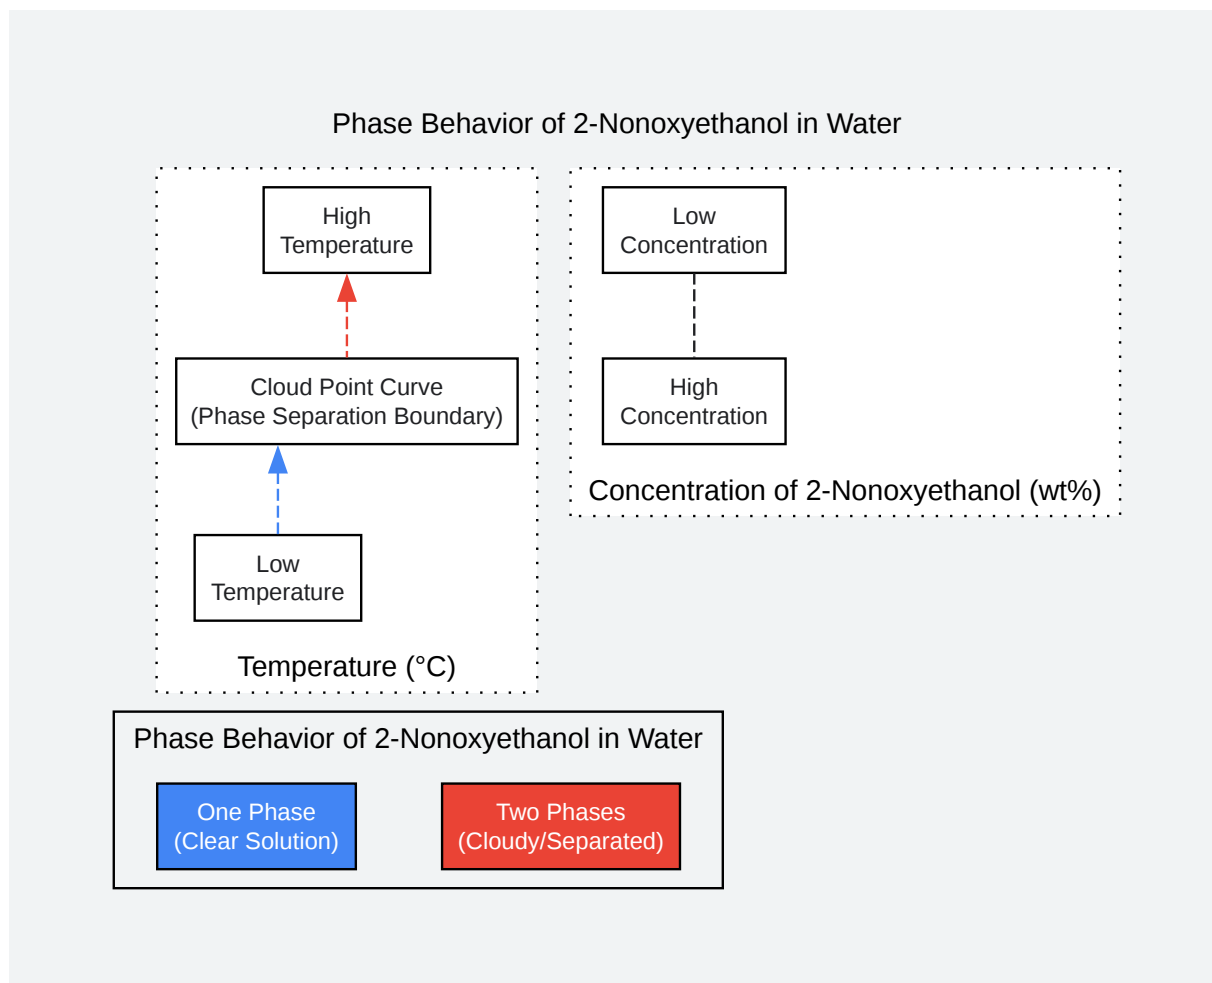 Phase Behavior of 2-Nonoxyethanol in Water
High
Temperature
Cloud Point Curve
(Phase Separation Boundary)
Low
Temperature
Temperature (°C)
Low
Concentration
High
Concentration
Concentration of 2-Nonoxyethanol (wt%)
Phase Behavior of 2-Nonoxyethanol in Water
One Phase
(Clear Solution)
Two Phases
(Cloudy/Separated)